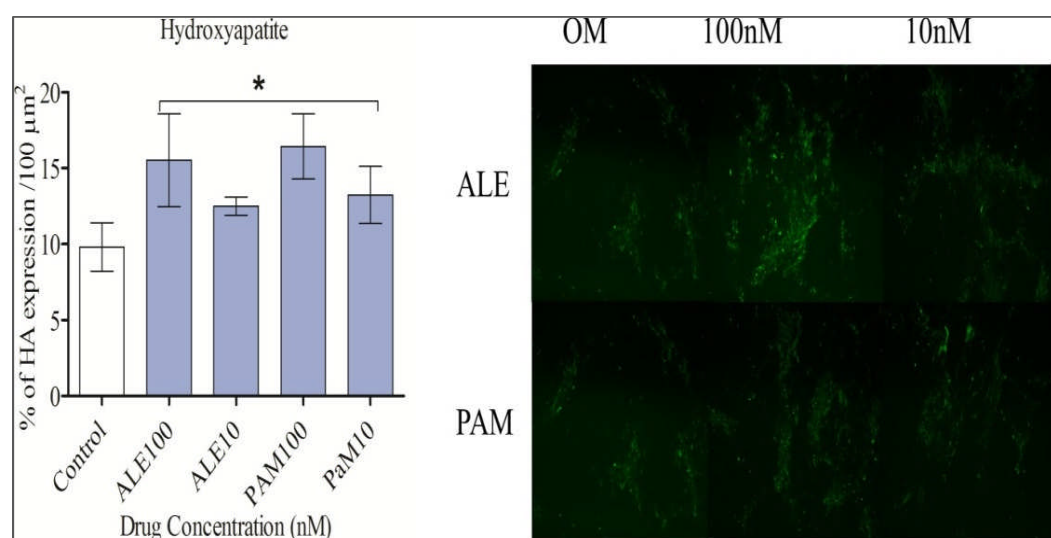 Hydroxyapatite
% of HA expression /100 µm²
20
15
10
5
0
*
Control
ALE100
ALE10
PAM100
PaM10
Drug Concentration (nM)
OM 100nM 10nM
ALE
PAM